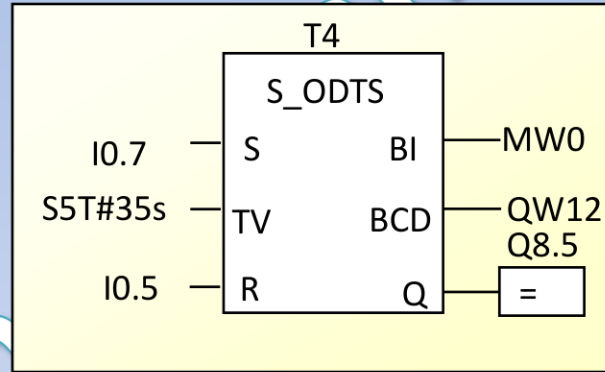 T4
S_ODTS
I0.7 S BI MW0
S5T#35s TV BCD QW12
Q8.5
I0.5 R Q =